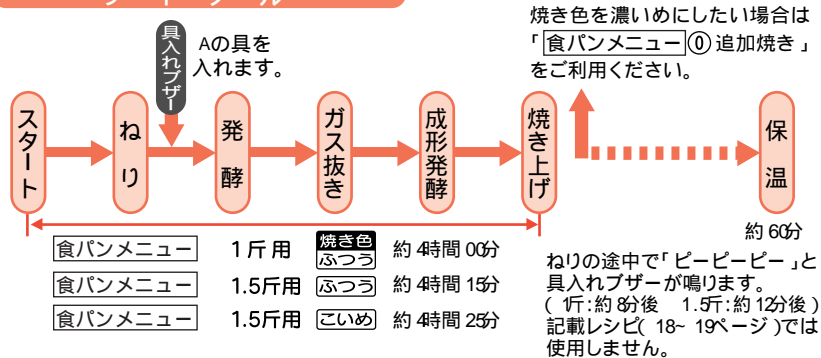 焼き色を濃いめにしたい場合は
「食パンメニュー⓪追加焼き」
をご利用ください。
具入れブザー
Aの具を
入れます。
スタート
ねり
発酵
ガス抜き
成形発酵
焼き上げ
保温
約60分
食パンメニュー 1斤用 焼き色 ふつう 約4時間00分
食パンメニュー 1.5斤用 ふつう 約4時間15分
食パンメニュー 1.5斤用 こいめ 約4時間25分
ねりの途中で「ピーピーピー」と
具入れブザーが鳴ります。
(1斤:約8分後 1.5斤:約12分後)
記載レシピ(18~19ページ)では
使用しません。